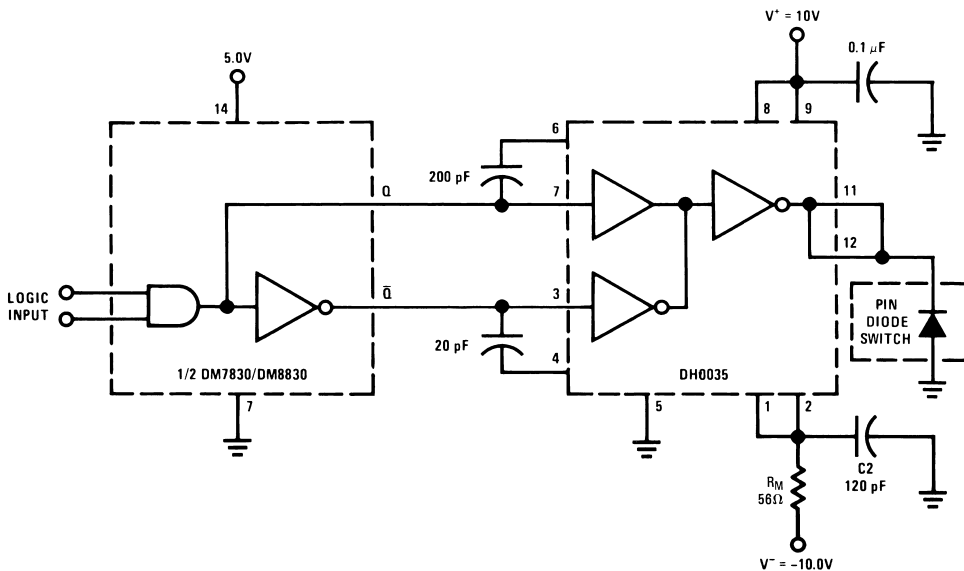 V⁺ = 10V
0.1 μF
5.0V
14
8
9
6
200 pF
Q
7
11
12
LOGIC
INPUT
Q̅
3
PIN
DIODE
SWITCH
20 pF
4
1/2 DM7830/DM8830
DH0035
7
5
1
2
C2
120 pF
R_M
56Ω
V⁻ = –10.0V